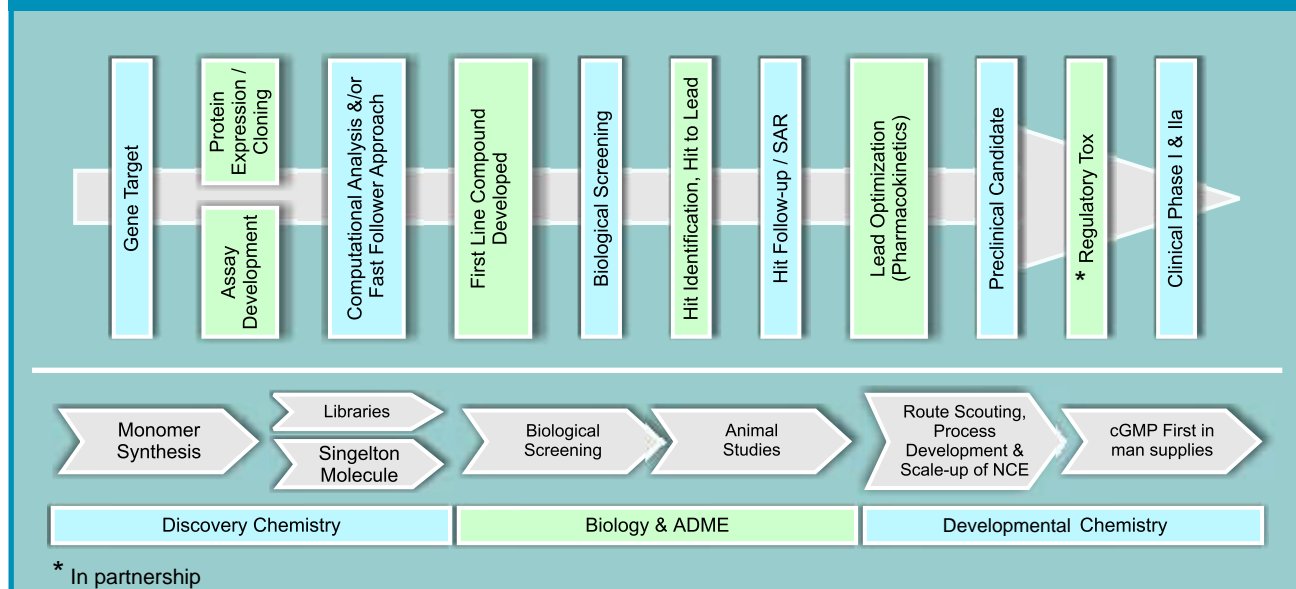 Gene Target
Protein
Expression /
Cloning
Assay
Development
Computational Analysis &/or
Fast Follower Approach
First Line Compound
Developed
Biological Screening
Hit Identification, Hit to Lead
Hit Follow-up / SAR
Lead Optimization
(Pharmacokinetics)
Preclinical Candidate
* Regulatory Tox
Clinical Phase I & IIa
Monomer
Synthesis
Libraries
Singelton
Molecule
Biological
Screening
Animal
Studies
Route Scouting,
Process
Development &
Scale-up of NCE
cGMP First in
man supplies
Discovery Chemistry
Biology & ADME
Developmental Chemistry
* In partnership